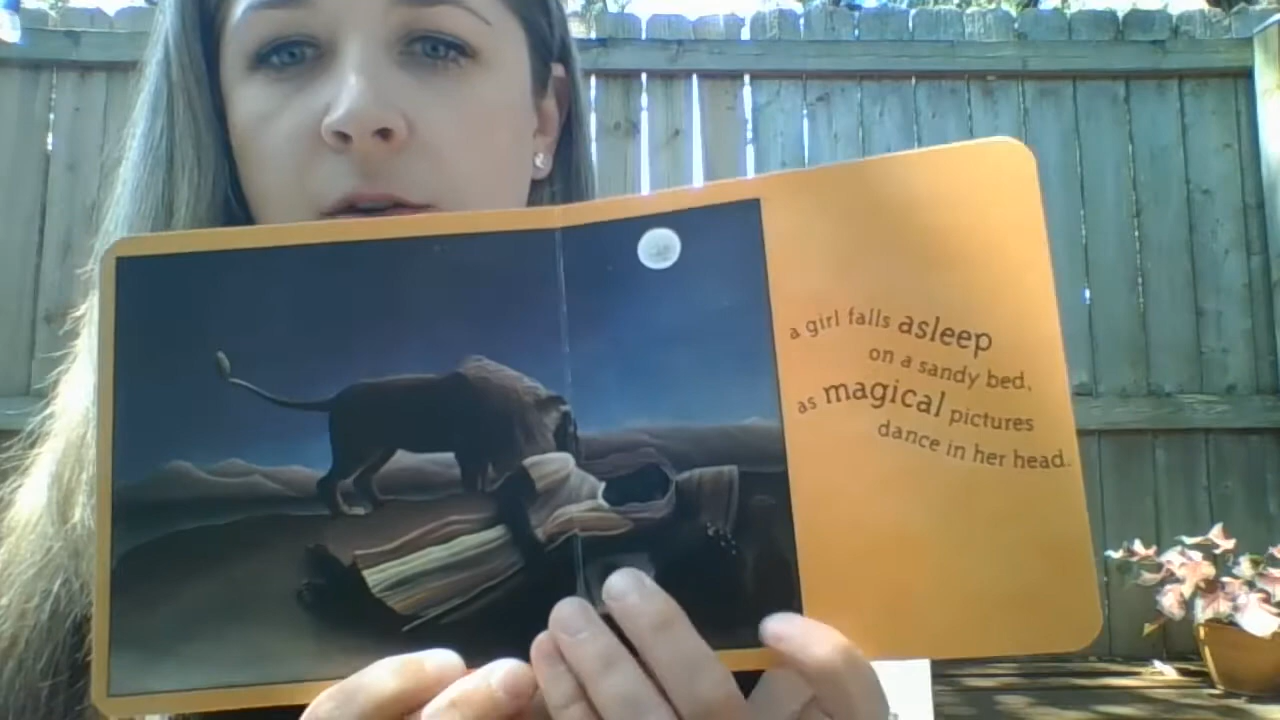 a girl falls asleep
on a sandy bed,
as magical pictures
dance in her head.